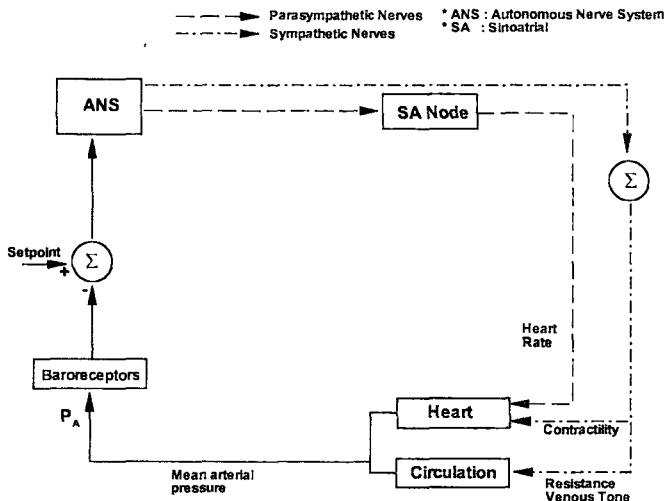 Parasympathetic Nerves
* ANS : Autonomous Nerve System
Sympathetic Nerves
* SA : Sinoatrial
ANS
SA Node
Σ
Setpoint
+
Σ
-
Heart
Rate
Baroreceptors
P_A
Heart
Contractility
Mean arterial
pressure
Circulation
Resistance
Venous Tone